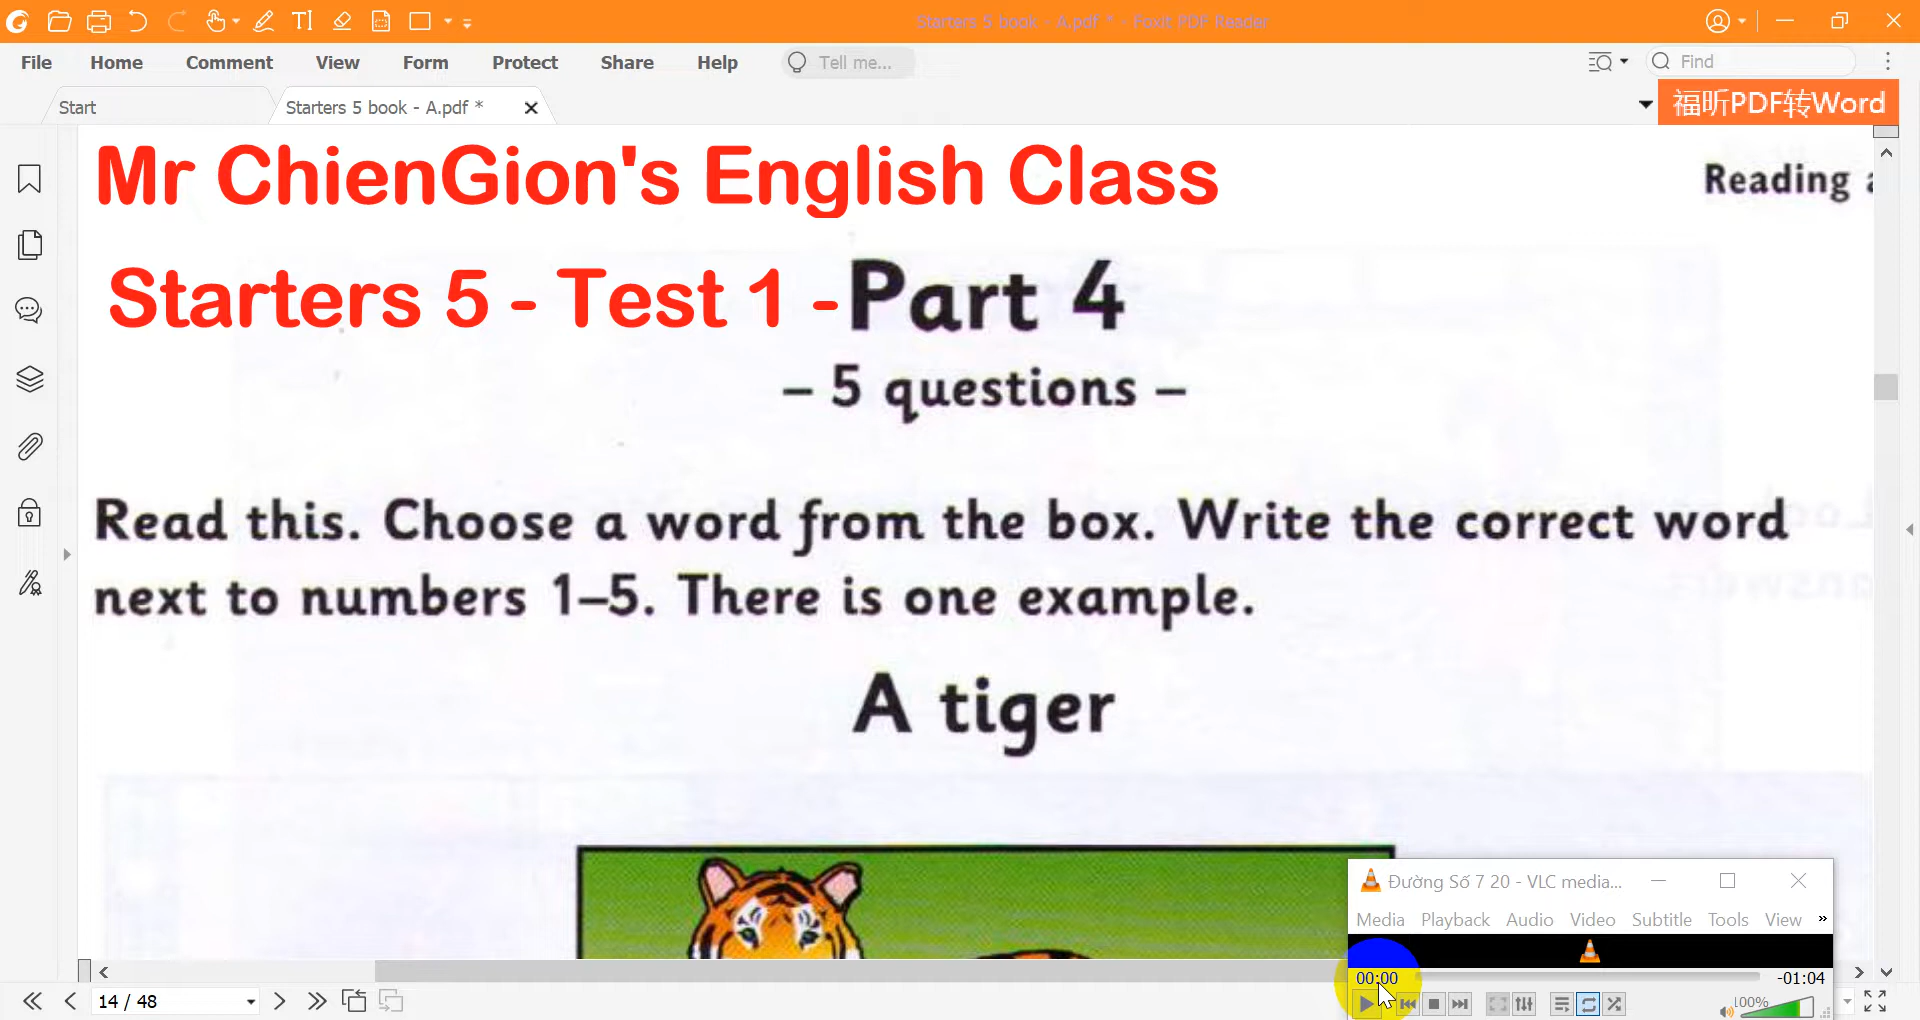 Starters 5 book - A.pdf * - Foxit PDF Reader
File Home Comment View Form Protect Share Help Tell me... Find
Start Starters 5 book - A.pdf * 福昕PDF转Word
Mr ChienGion's English Class
Reading
Starters 5 - Test 1 - Part 4
– 5 questions –
Read this. Choose a word from the box. Write the correct word
next to numbers 1–5. There is one example.
A tiger
Đường Số 7 20 - VLC media...
Media Playback Audio Video Subtitle Tools View »
00:00 -01:04
14 / 48 100%